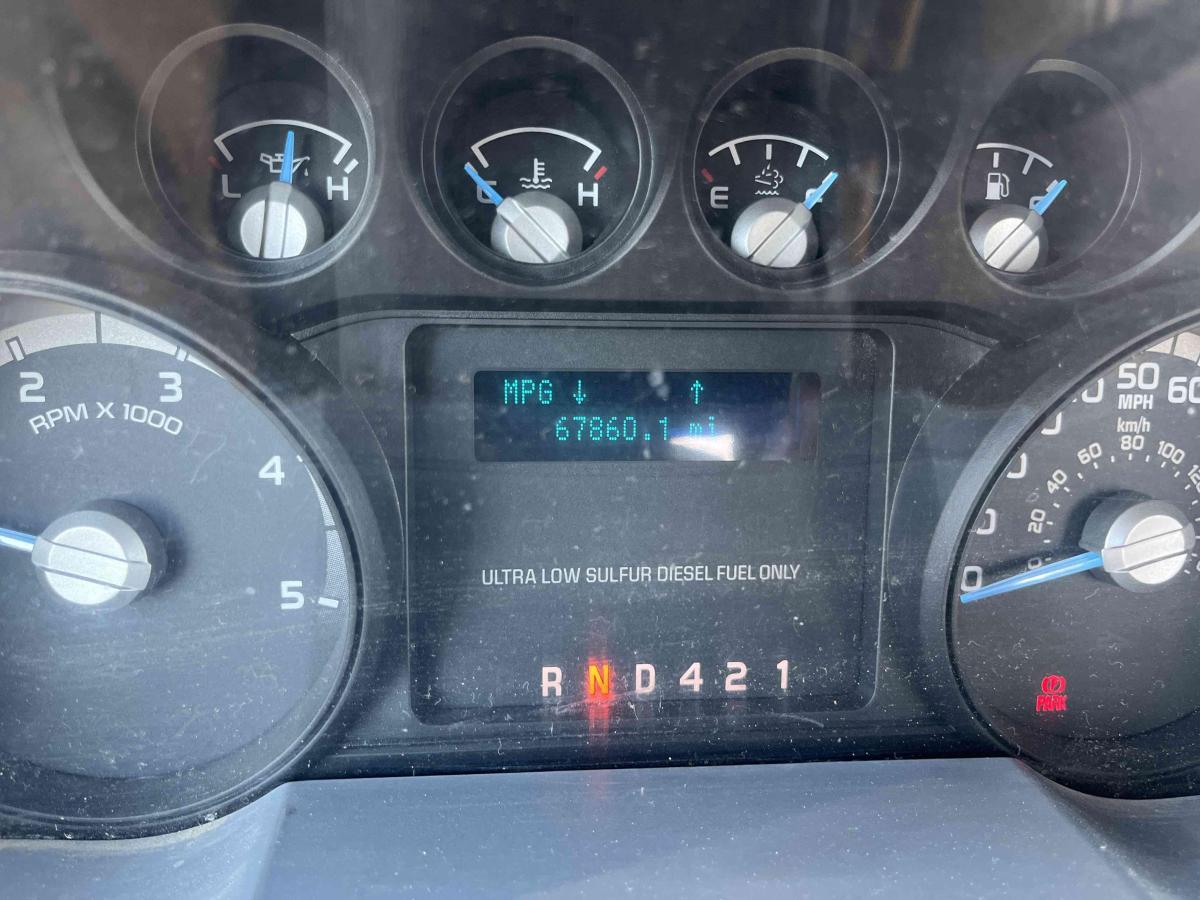 L H
H
E
2 3
RPM X 1000
4
5
MPG ↓ ↑
67860.1 mi
ULTRA LOW SULFUR DIESEL FUEL ONLY
R N D 4 2 1
50 60
MPH
km/h
20 40 60 80 100
0
PARK